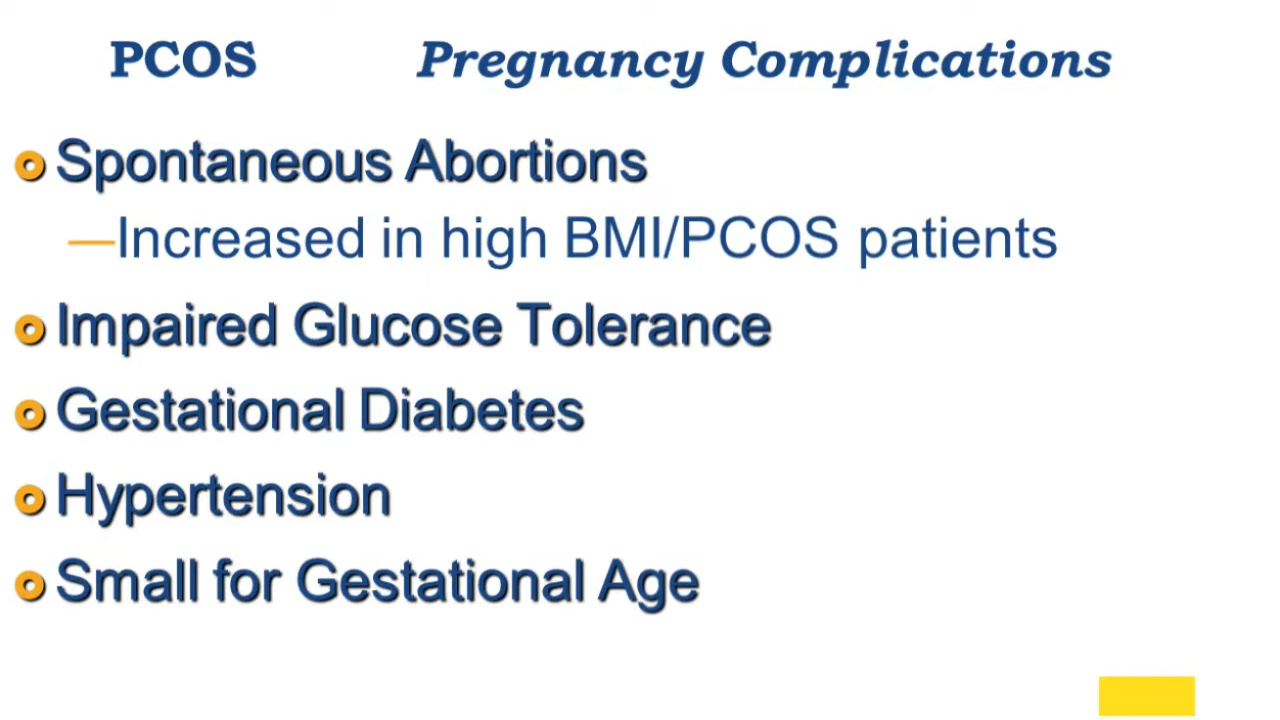 PCOS Pregnancy Complications
Spontaneous Abortions
—Increased in high BMI/PCOS patients
Impaired Glucose Tolerance
Gestational Diabetes
Hypertension
Small for Gestational Age